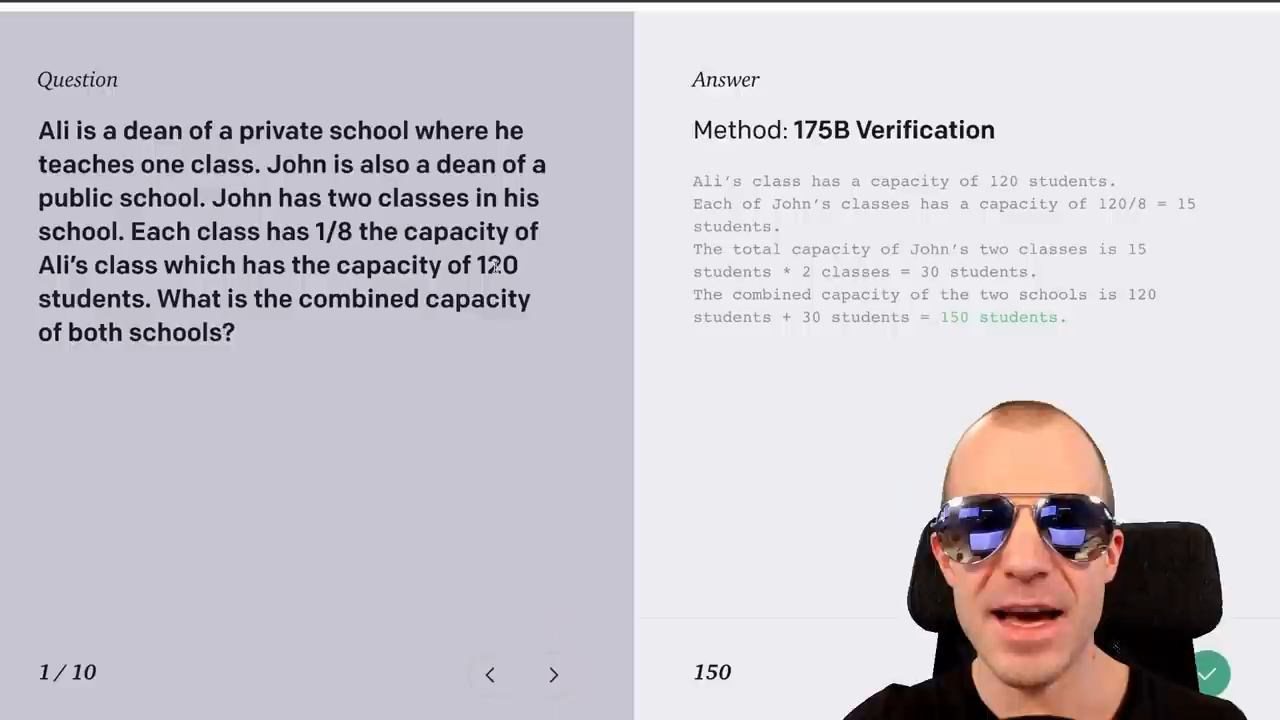 Question
Ali is a dean of a private school where he
teaches one class. John is also a dean of a
public school. John has two classes in his
school. Each class has 1/8 the capacity of
Ali’s class which has the capacity of 120
students. What is the combined capacity
of both schools?
1 / 10
Answer
Method: 175B Verification
Ali’s class has a capacity of 120 students.
Each of John’s classes has a capacity of 120/8 = 15
students.
The total capacity of John’s two classes is 15
students * 2 classes = 30 students.
The combined capacity of the two schools is 120
students + 30 students = 150 students.
150